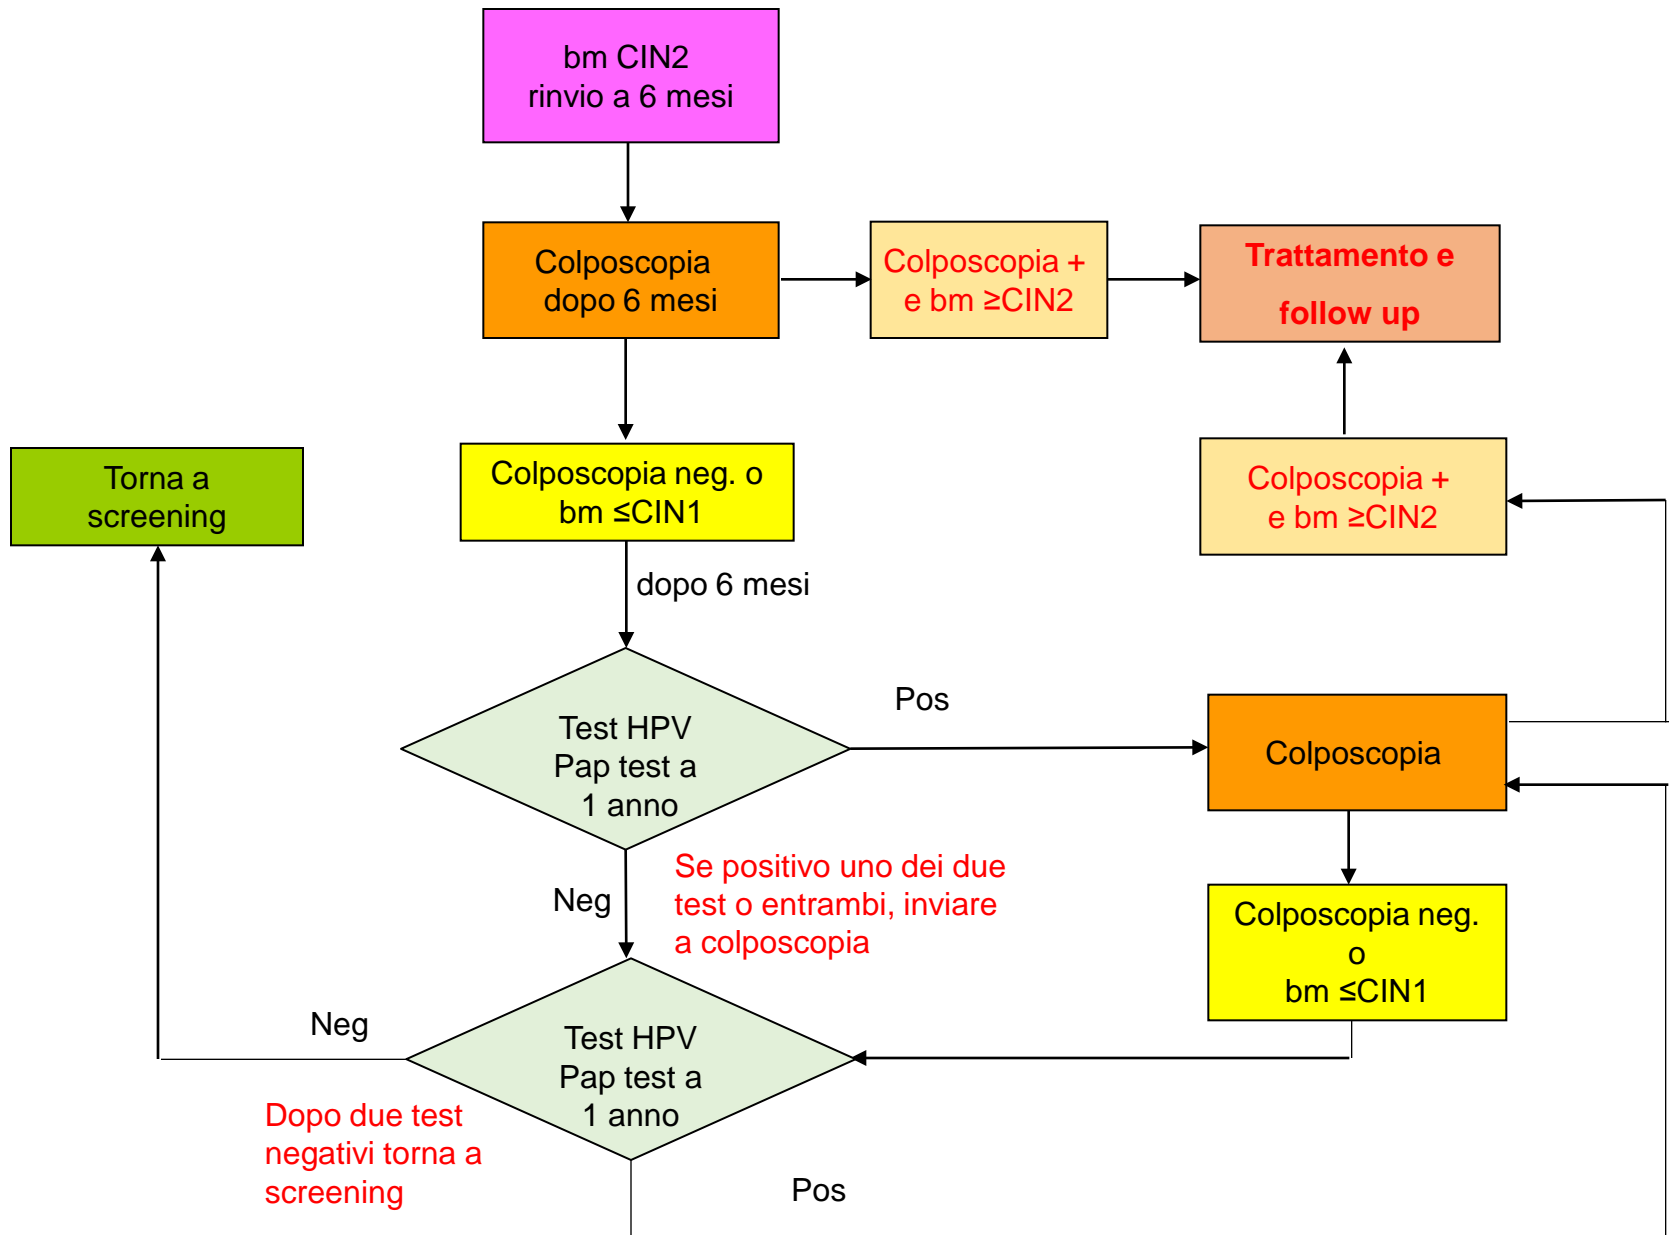 bm CIN2
rinvio a 6 mesi
Colposcopia
dopo 6 mesi
Colposcopia +
e bm ≥CIN2
Trattamento e
follow up
Torna a
screening
Colposcopia neg. o
bm ≤CIN1
Colposcopia +
e bm ≥CIN2
dopo 6 mesi
Test HPV
Pap test a
1 anno
Pos
Colposcopia
Neg
Se positivo uno dei due
test o entrambi, inviare
a colposcopia
Colposcopia neg.
o
bm ≤CIN1
Neg
Test HPV
Pap test a
1 anno
Dopo due test
negativi torna a
screening
Pos